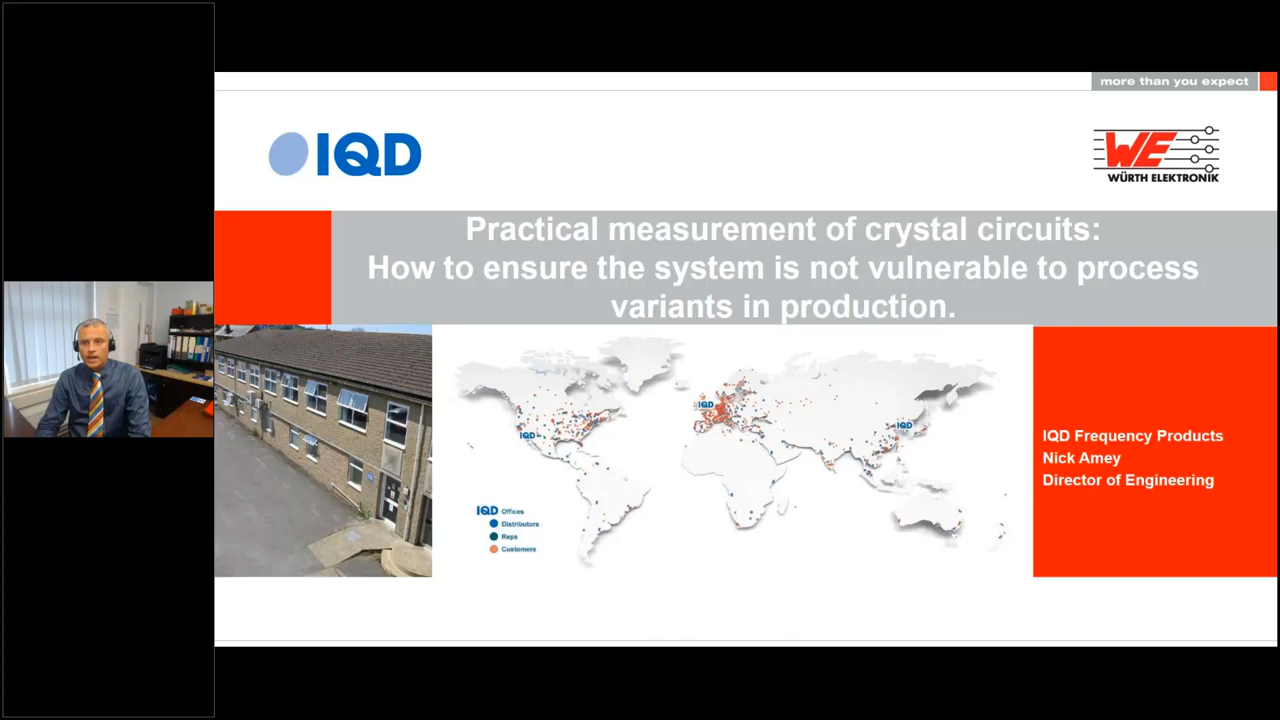 more than you expect
IQD
WE
WÜRTH ELEKTRONIK
Practical measurement of crystal circuits:
How to ensure the system is not vulnerable to process
variants in production.
IQD
IQD
IQD
IQD Frequency Products
Nick Amey
Director of Engineering
IQD Offices
Distributors
Reps
Customers